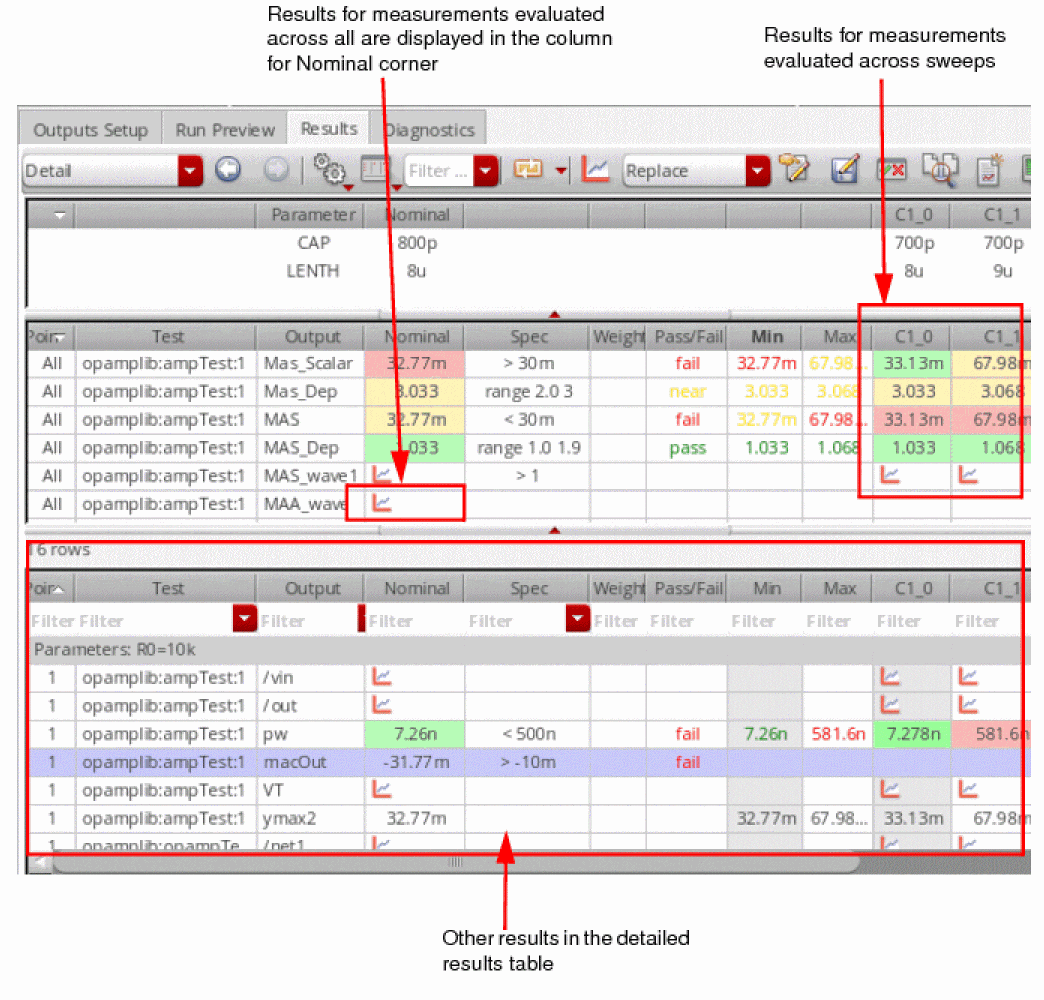 Results for measurements evaluated
across all are displayed in the column
for Nominal corner
Results for measurements
evaluated across sweeps
Outputs Setup Run Preview Results Diagnostics
Detail Filter ... Replace
Parameter Nominal C1_0 C1_1
CAP 800p 700p 700p
LENTH 8u 8u 9u
Test Output Nominal Spec Weight Pass/Fail Min Max C1_0 C1_1
All opamplib:ampTest:1 Mas_Scalar 32.77m > 30m fail 32.77m 67.98... 33.13m 67.98m
All opamplib:ampTest:1 Mas_Dep 3.033 range 2.0 3 near 3.033 3.068 3.033 3.068
All opamplib:ampTest:1 MAS 32.77m < 30m fail 32.77m 67.98... 33.13m 67.98m
All opamplib:ampTest:1 MAS_Dep 1.033 range 1.0 1.9 pass 1.033 1.068 1.033 1.068
All opamplib:ampTest:1 MAS_wave1 > 1
All opamplib:ampTest:1 MAA_wave
16 rows
Test Output Nominal Spec Weight Pass/Fail Min Max C1_0 C1_1
Filter Filter Filter Filter Filter Filter Filter Filter Filter Filter Filter
Parameters: R0=10k
1 opamplib:ampTest:1 /vin
1 opamplib:ampTest:1 /out
1 opamplib:ampTest:1 pw 7.26n < 500n fail 7.26n 581.6n 7.278n 581.6n
1 opamplib:ampTest:1 macOut -31.77m > -10m fail
1 opamplib:ampTest:1 VT
1 opamplib:ampTest:1 ymax2 32.77m 32.77m 67.98... 33.13m 67.98m
1 opamplib:opampTe /net1
Other results in the detailed
results table